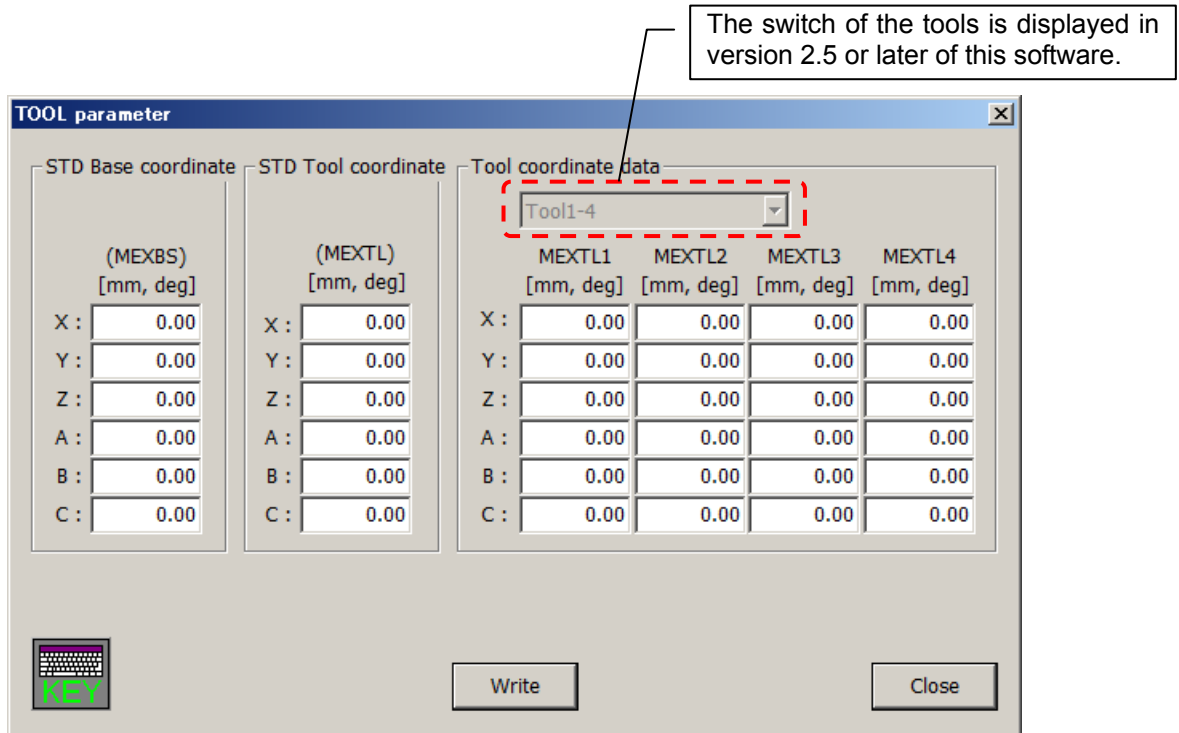 The switch of the tools is displayed in
version 2.5 or later of this software.
TOOL parameter
STD Base coordinate
(MEXBS)
[mm, deg]
X : 0.00
Y : 0.00
Z : 0.00
A : 0.00
B : 0.00
C : 0.00
STD Tool coordinate
(MEXTL)
[mm, deg]
X : 0.00
Y : 0.00
Z : 0.00
A : 0.00
B : 0.00
C : 0.00
Tool coordinate data
Tool1-4
MEXTL1 MEXTL2 MEXTL3 MEXTL4
[mm, deg] [mm, deg] [mm, deg] [mm, deg]
X : 0.00 0.00 0.00 0.00
Y : 0.00 0.00 0.00 0.00
Z : 0.00 0.00 0.00 0.00
A : 0.00 0.00 0.00 0.00
B : 0.00 0.00 0.00 0.00
C : 0.00 0.00 0.00 0.00
KEY
Write
Close